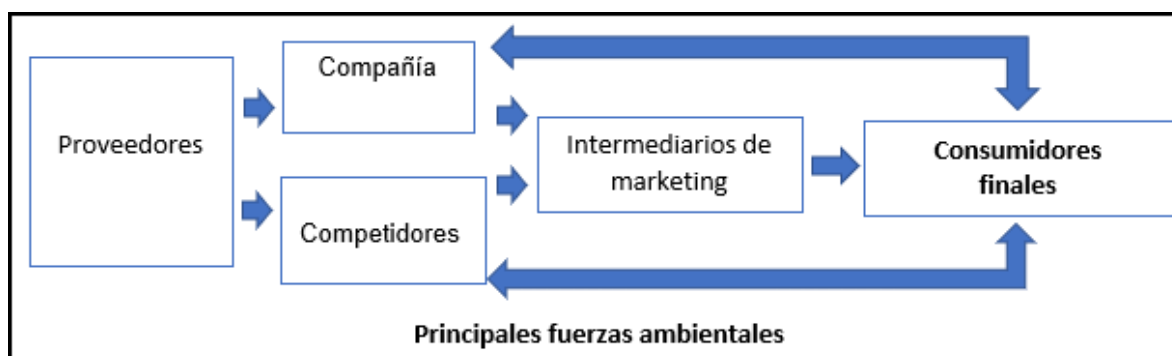 Proveedores
Compañía
Competidores
Intermediarios de
marketing
Consumidores
finales
Principales fuerzas ambientales